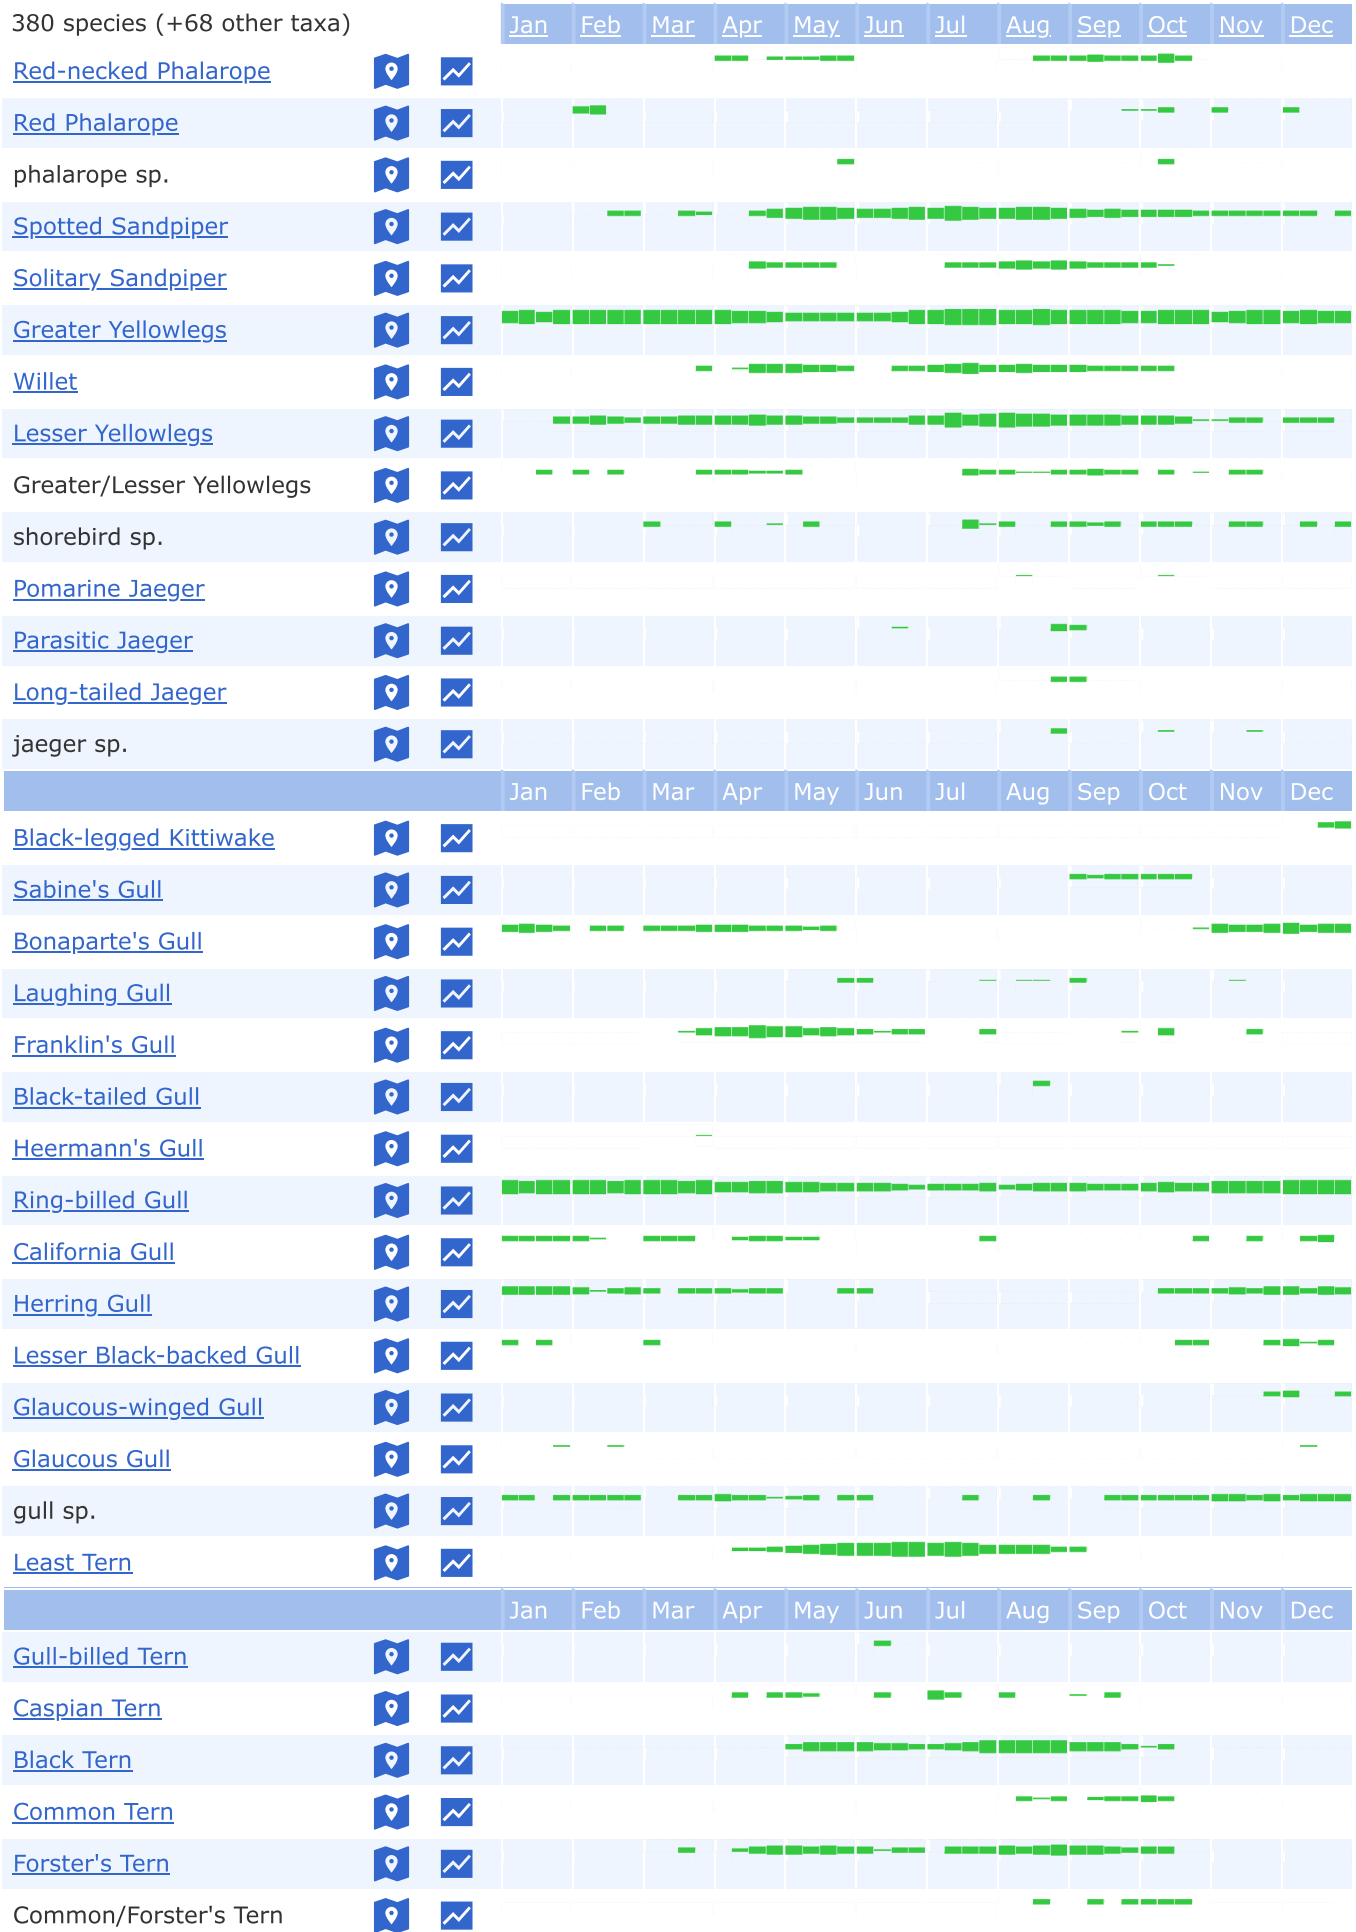 380 species (+68 other taxa) Jan Feb Mar Apr May Jun Jul Aug Sep Oct Nov Dec
Red-necked Phalarope
Red Phalarope
phalarope sp.
Spotted Sandpiper
Solitary Sandpiper
Greater Yellowlegs
Willet
Lesser Yellowlegs
Greater/Lesser Yellowlegs
shorebird sp.
Pomarine Jaeger
Parasitic Jaeger
Long-tailed Jaeger
jaeger sp.
Jan Feb Mar Apr May Jun Jul Aug Sep Oct Nov Dec
Black-legged Kittiwake
Sabine's Gull
Bonaparte's Gull
Laughing Gull
Franklin's Gull
Black-tailed Gull
Heermann's Gull
Ring-billed Gull
California Gull
Herring Gull
Lesser Black-backed Gull
Glaucous-winged Gull
Glaucous Gull
gull sp.
Least Tern
Jan Feb Mar Apr May Jun Jul Aug Sep Oct Nov Dec
Gull-billed Tern
Caspian Tern
Black Tern
Common Tern
Forster's Tern
Common/Forster's Tern